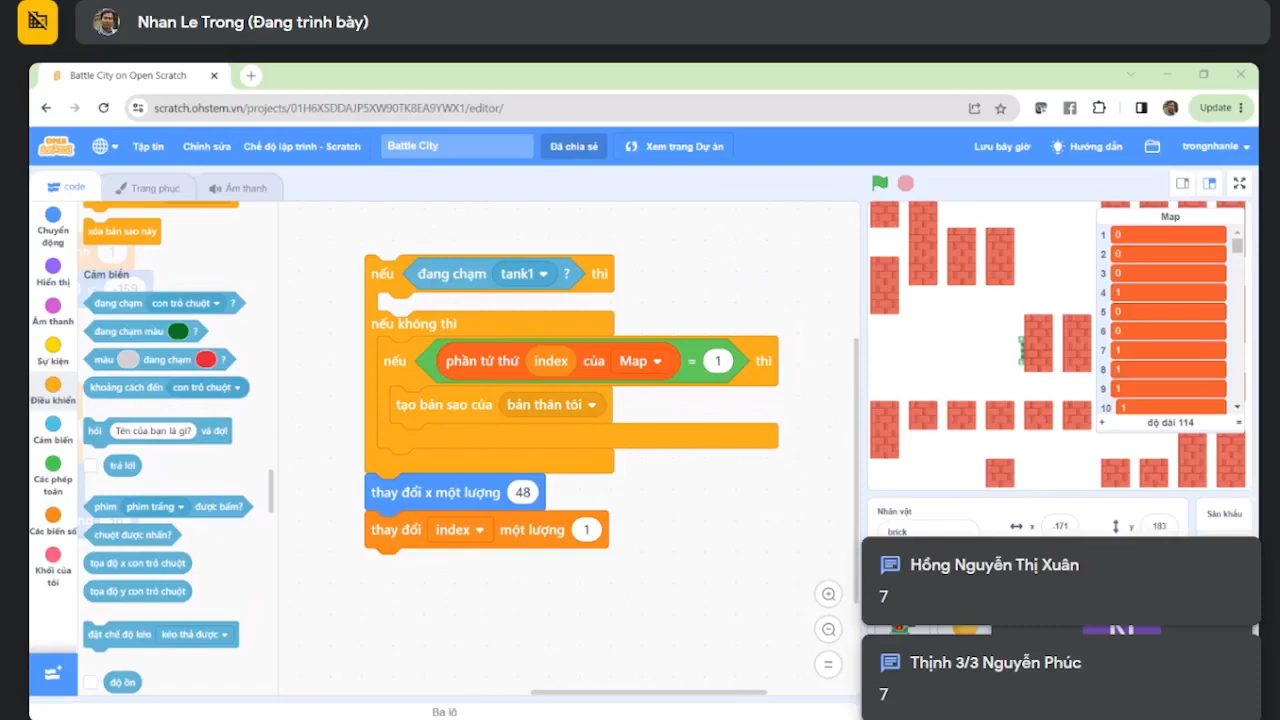 Nhan Le Trong (Đang trình bày)
Battle City on Open Scratch
scratch.ohstem.vn/projects/01H6XSDDAJP5XW90TK8EA9YWX1/editor/
Update
Tập tin
Chỉnh sửa
Chế độ lập trình - Scratch
Battle City
Đã chia sẻ
Xem trang Dự án
Lưu bây giờ
Hướng dẫn
trongnhanle
code
Trang phục
Âm thanh
Chuyển động
Hiển thị
Âm thanh
Sự kiện
Điều khiển
Cảm biến
Các phép toán
Các biến số
Khối của tôi
xóa bản sao này
Cảm biến
đang chạm con trỏ chuột ?
đang chạm màu ?
màu đang chạm ?
khoảng cách đến con trỏ chuột
hỏi Tên của bạn là gì? và đợi
trả lời
phím phím trắng được bấm?
chuột được nhấn?
tọa độ x con trỏ chuột
tọa độ y con trỏ chuột
đặt chế độ kéo kéo thả được
độ ồn
nếu đang chạm tank1 ? thì
nếu không thì
nếu phần tử thứ index của Map = 1 thì
tạo bản sao của bản thân tôi
thay đổi x một lượng 48
thay đổi index một lượng 1
Ba lô
Map
1 0
2 0
3 0
4 1
5 0
6 0
7 1
8 1
9 1
10 1
+ độ dài 114 =
Nhân vật
brick
x -171
y 183
Sân khấu
Hồng Nguyễn Thị Xuân
7
Thịnh 3/3 Nguyễn Phúc
7